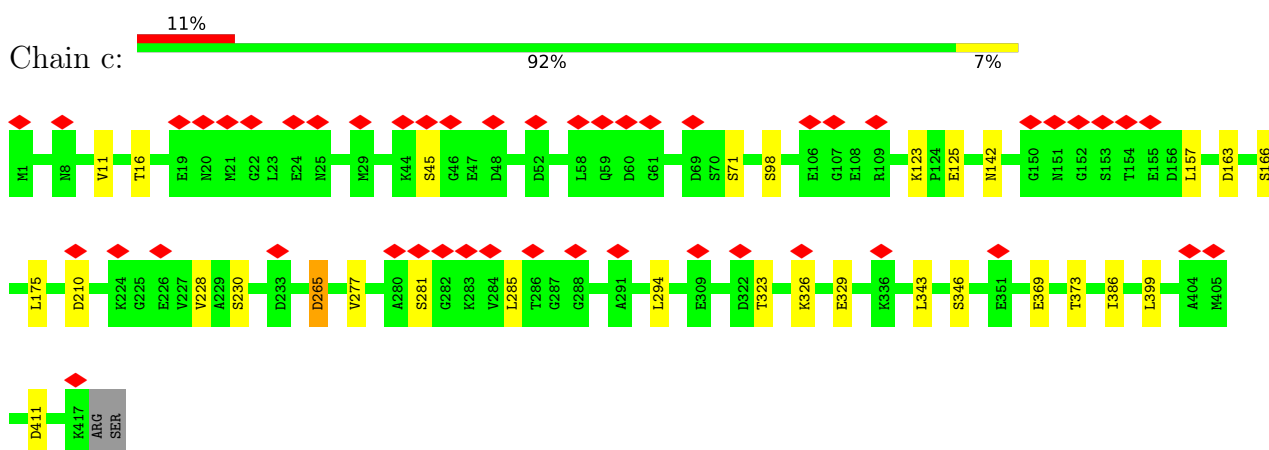 11%
Chain c:
92% 7%
M1 N8 V11 T16 E19 N20 M21 G22 L23 E24 N25 M29 K44 S45 G46 E47 D48 D52 L58 Q59 D60 G61 D69 S70 S71 S98 E106 G107 E108 R109 K123 P124 E125 N142 G150 N151 G152 S153 T154 E155 D156 L157 D163 S166
L175 D210 K224 G225 E226 V227 V228 A229 S230 D233 D265 V277 A280 S281 G282 K283 V284 L285 T286 G287 G288 A291 L294 E309 D322 T323 K326 E329 K336 L343 S346 E351 E369 T373 I386 L399 A404 M405
D411 K417 ARG SER